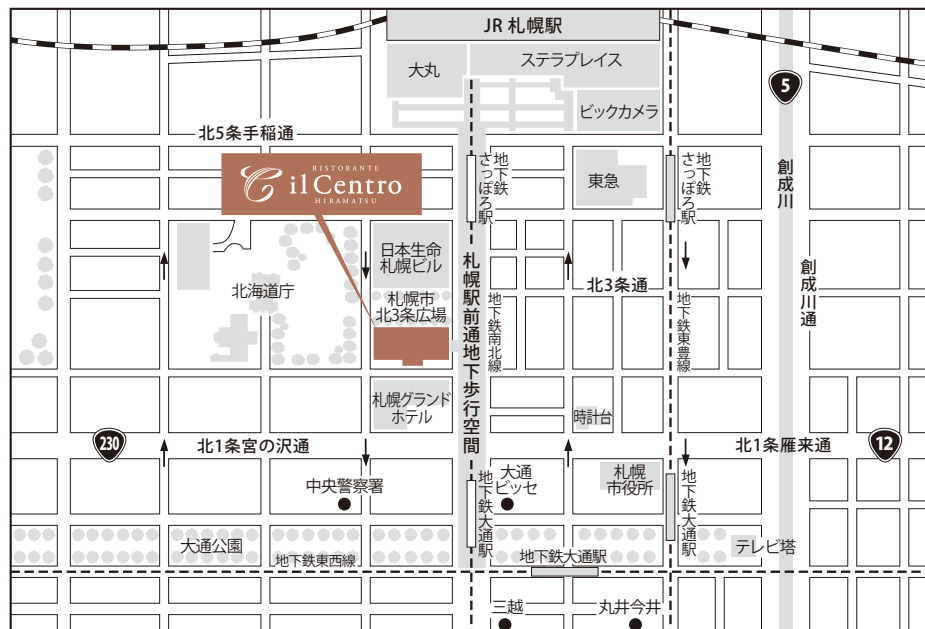 JR 札幌駅
大丸
ステラプレイス
ビックカメラ
5
北5条手稲通
RISTORANTE
il Centro
HIRAMATSU
地下鉄
さっぽろ駅
東急
地下鉄
さっぽろ駅
創成川
日本生命
札幌ビル
北海道庁
札幌市
北3条広場
札幌駅前通地下歩行空間
地下鉄南北線
北3条通
地下鉄東豊線
創成川通
札幌グランド
ホテル
時計台
230
北1条宮の沢通
北1条雁来通
12
中央警察署
大通
ビッセ
札幌
市役所
地下鉄大通駅
地下鉄大通駅
大通公園
地下鉄東西線
地下鉄大通駅
テレビ塔
三越
丸井今井